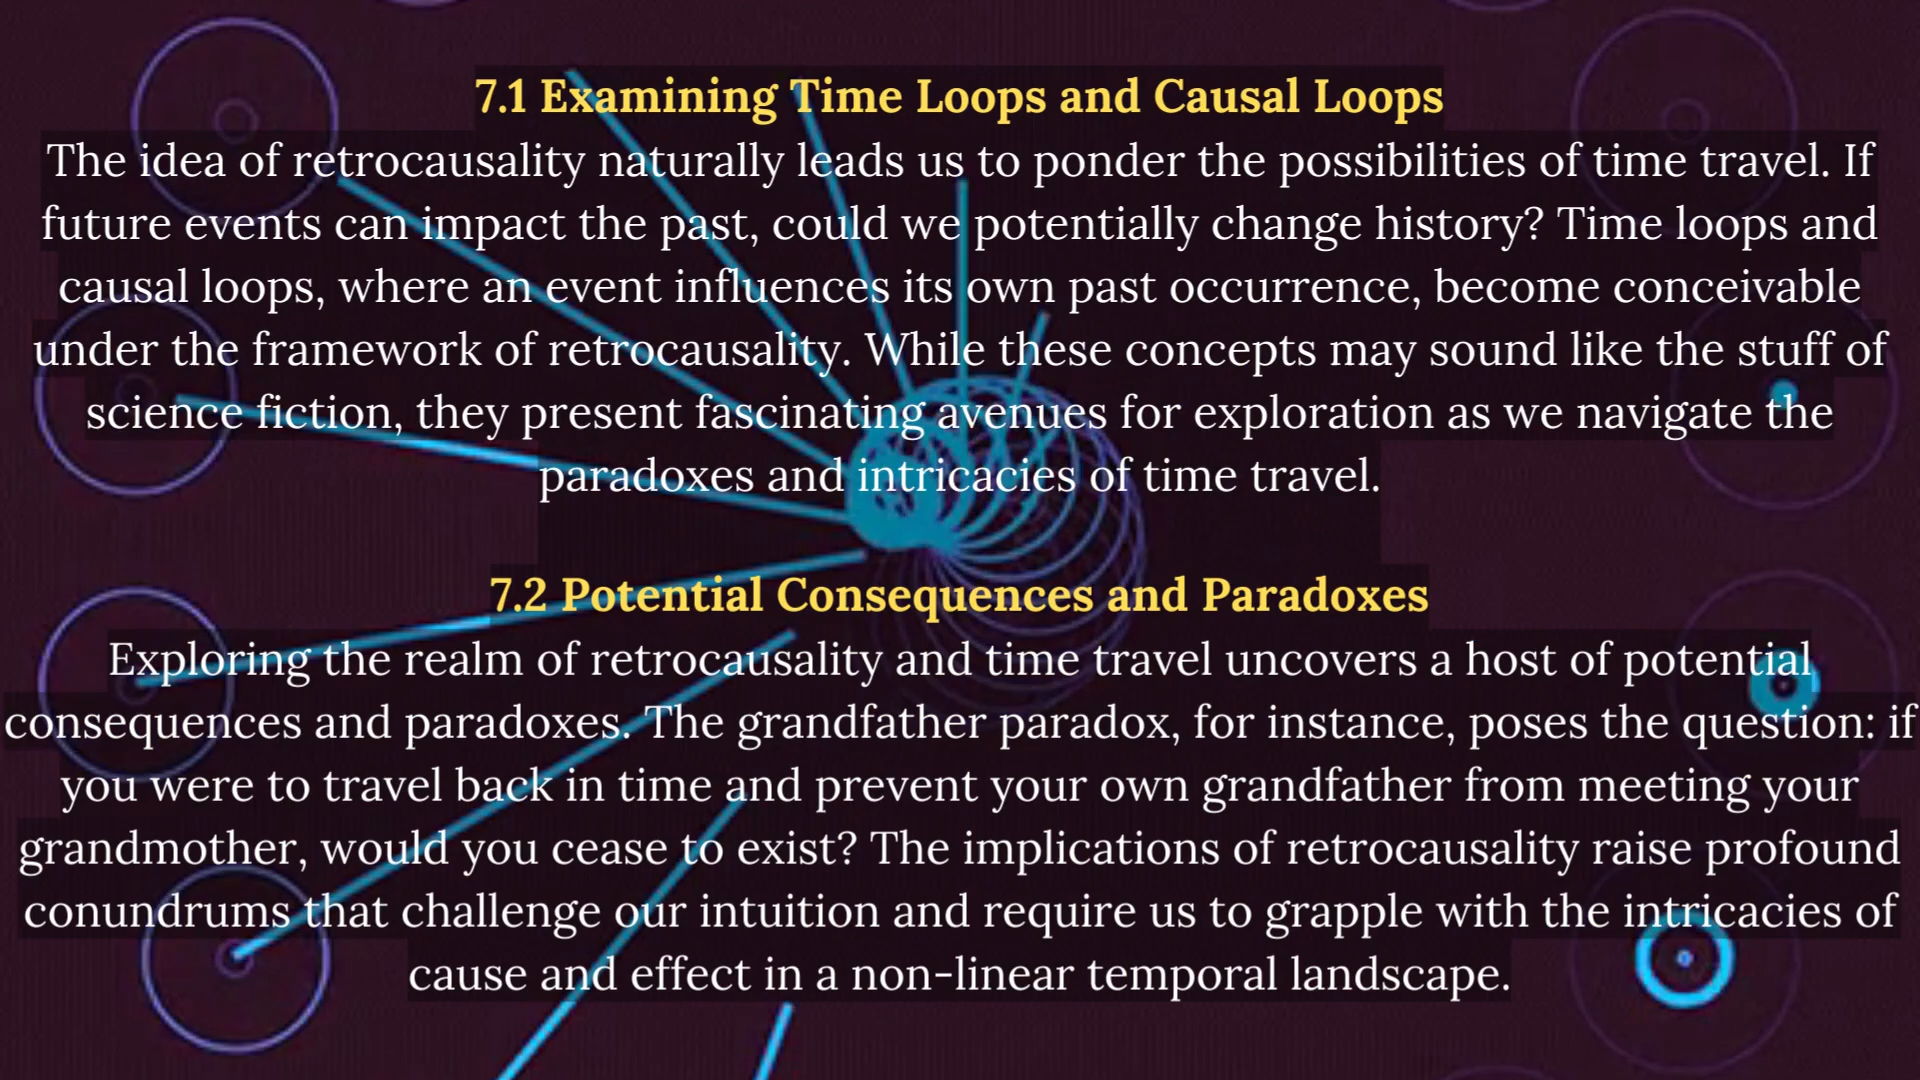 7.1 Examining Time Loops and Causal Loops
The idea of retrocausality naturally leads us to ponder the possibilities of time travel. If
future events can impact the past, could we potentially change history? Time loops and
causal loops, where an event influences its own past occurrence, become conceivable
under the framework of retrocausality. While these concepts may sound like the stuff of
science fiction, they present fascinating avenues for exploration as we navigate the
paradoxes and intricacies of time travel.
7.2 Potential Consequences and Paradoxes
Exploring the realm of retrocausality and time travel uncovers a host of potential
consequences and paradoxes. The grandfather paradox, for instance, poses the question: if
you were to travel back in time and prevent your own grandfather from meeting your
grandmother, would you cease to exist? The implications of retrocausality raise profound
conundrums that challenge our intuition and require us to grapple with the intricacies of
cause and effect in a non-linear temporal landscape.